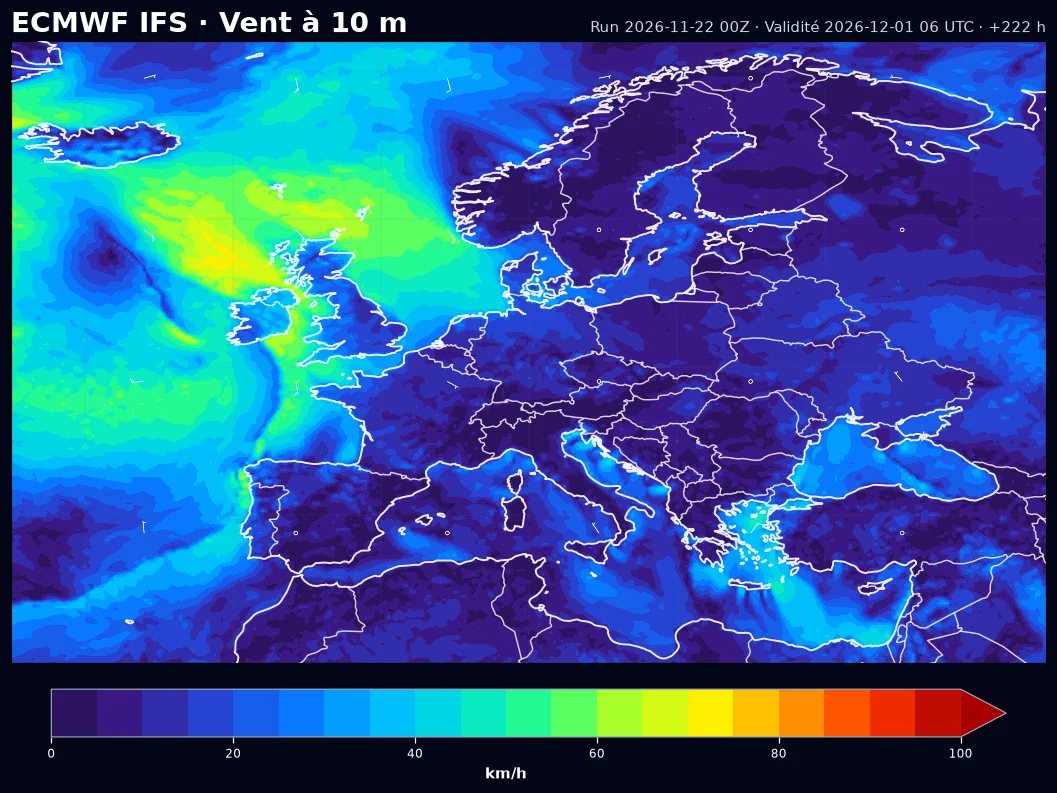 ECMWF IFS · Vent à 10 m
Run 2026-11-22 00Z · Validité 2026-12-01 06 UTC · +222 h
0 20 40 60 80 100
km/h